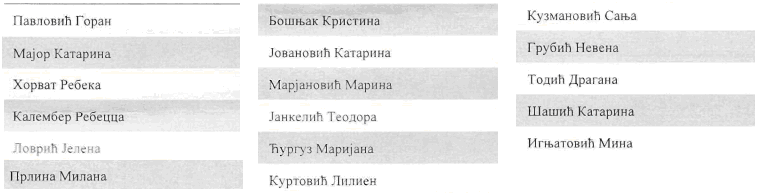 Павловић Горан
Мајор Катарина
Хорват Ребека
Калембер Ребецца
Ловрић Јелена
Прлина Милана
Бошњак Кристина
Јовановић Катарина
Марјановић Марина
Јанкелић Теодора
Ћургуз Маријана
Куртовић Лилиен
Кузмановић Сања
Грубић Невена
Тодић Драгана
Шашић Катарина
Игњатовић Мина